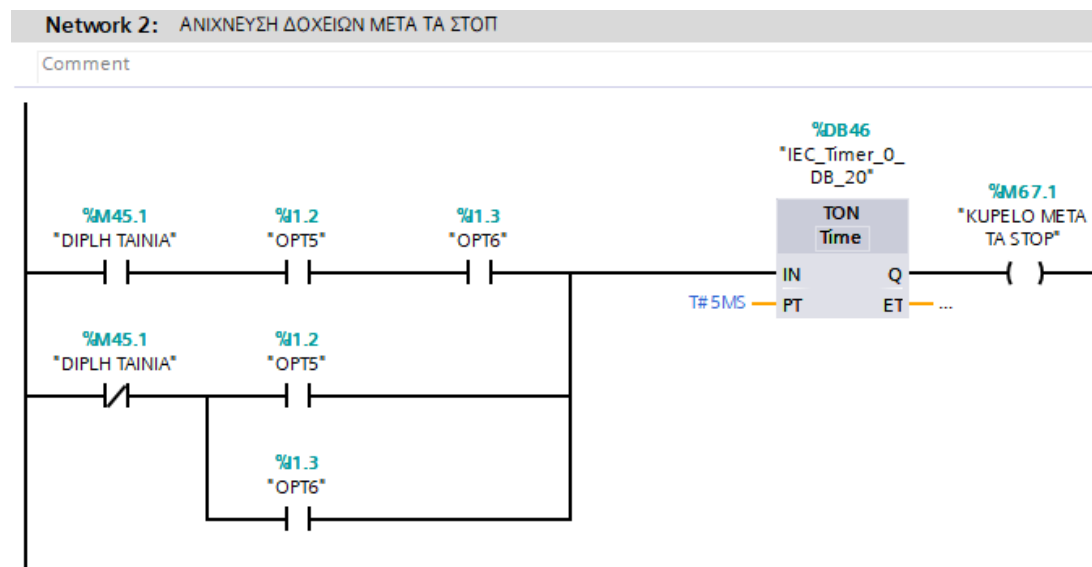 Network 2: ΑΝΙΧΝΕΥΣΗ ΔΟΧΕΙΩΝ ΜΕΤΑ ΤΑ ΣΤΟΠ
Comment
%DB46
"IEC_Timer_0_
DB_20"
%M45.1
"DIPLH TAINIA"
%I1.2
"OPT5"
%I1.3
"OPT6"
TON
Time
IN
Q
T#5MS
PT
ET
...
%M67.1
"KUPELO META
TA STOP"
%M45.1
"DIPLH TAINIA"
%I1.2
"OPT5"
%I1.3
"OPT6"